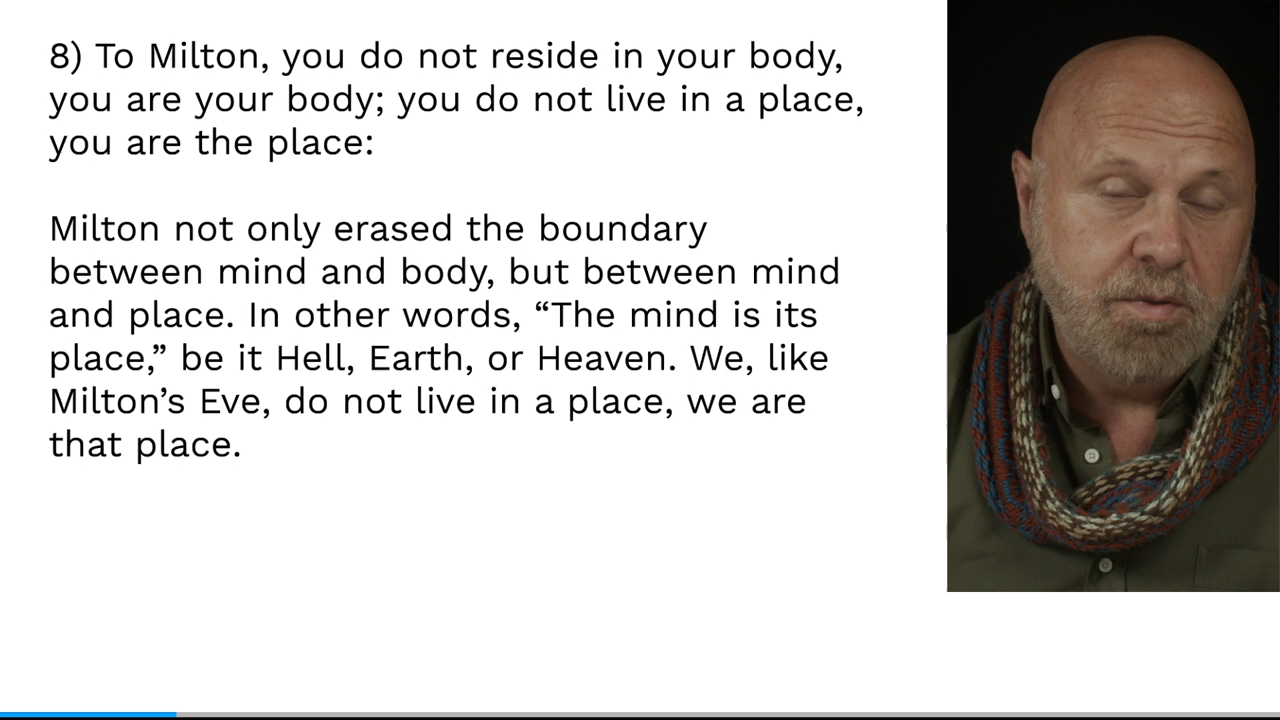 8) To Milton, you do not reside in your body,
you are your body; you do not live in a place,
you are the place:
Milton not only erased the boundary
between mind and body, but between mind
and place. In other words, “The mind is its
place,” be it Hell, Earth, or Heaven. We, like
Milton’s Eve, do not live in a place, we are
that place.